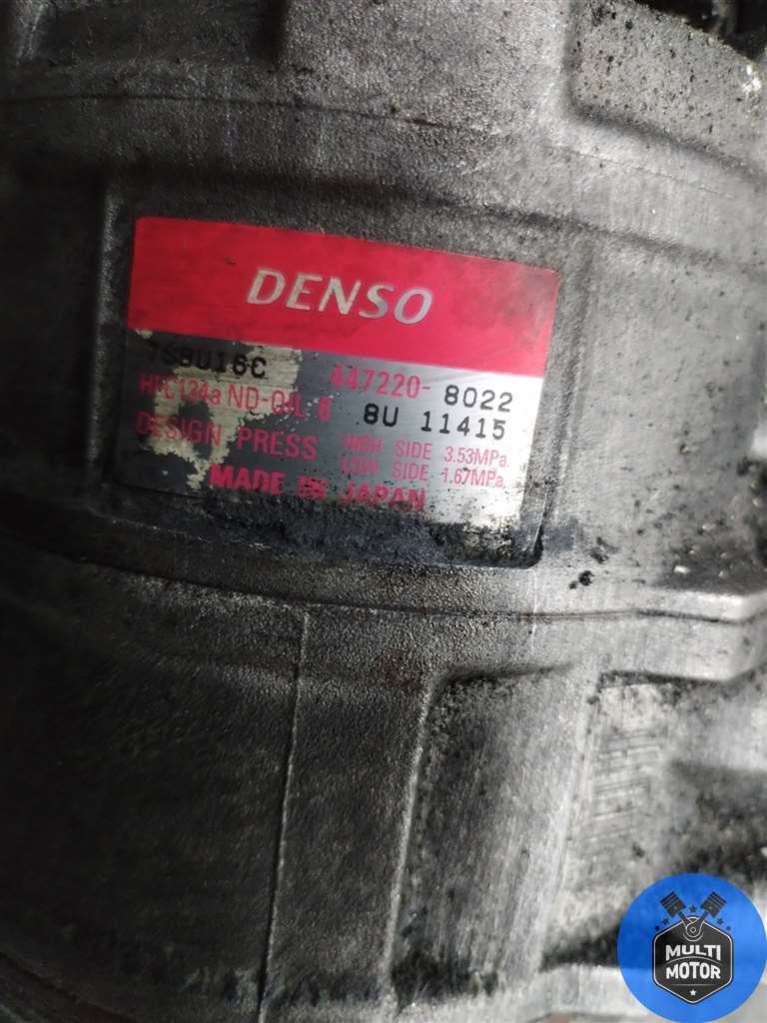 DENSO
7SBU16C 447220-8022
HFC134a ND-OIL 8 8U 11415
DESIGN PRESS HIGH SIDE 3.53MPa.
LOW SIDE 1.67MPa.
MADE IN JAPAN
MULTI
MOTOR